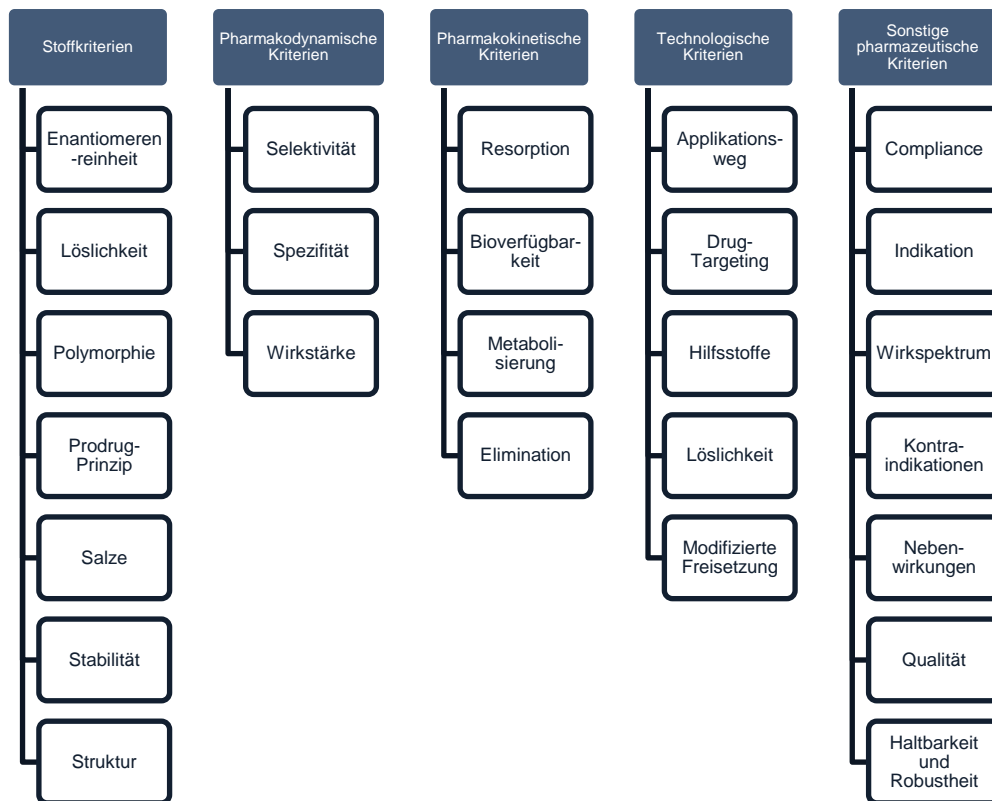 Stoffkriterien
Enantiomeren
-reinheit
Löslichkeit
Polymorphie
Prodrug-
Prinzip
Salze
Stabilität
Struktur
Pharmakodynamische
Kriterien
Selektivität
Spezifität
Wirkstärke
Pharmakokinetische
Kriterien
Resorption
Bioverfügbar-
keit
Metaboli-
sierung
Elimination
Technologische
Kriterien
Applikations-
weg
Drug-
Targeting
Hilfsstoffe
Löslichkeit
Modifizierte
Freisetzung
Sonstige
pharmazeutische
Kriterien
Compliance
Indikation
Wirkspektrum
Kontra-
indikationen
Neben-
wirkungen
Qualität
Haltbarkeit
und
Robustheit